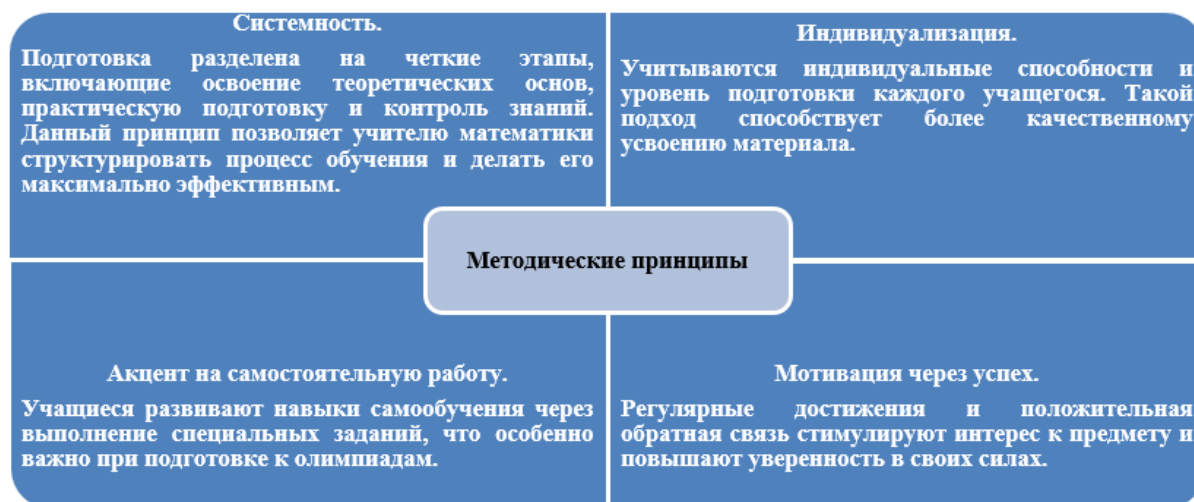 Системность.
Подготовка разделена на четкие этапы,
включающие освоение теоретических основ,
практическую подготовку и контроль знаний.
Данный принцип позволяет учителю математики
структурировать процесс обучения и делать его
максимально эффективным.
Индивидуализация.
Учитываются индивидуальные способности и
уровень подготовки каждого учащегося. Такой
подход способствует более качественному
усвоению материала.
Методические принципы
Акцент на самостоятельную работу.
Учащиеся развивают навыки самообучения через
выполнение специальных заданий, что особенно
важно при подготовке к олимпиадам.
Мотивация через успех.
Регулярные достижения и положительная
обратная связь стимулируют интерес к предмету и
повышают уверенность в своих силах.